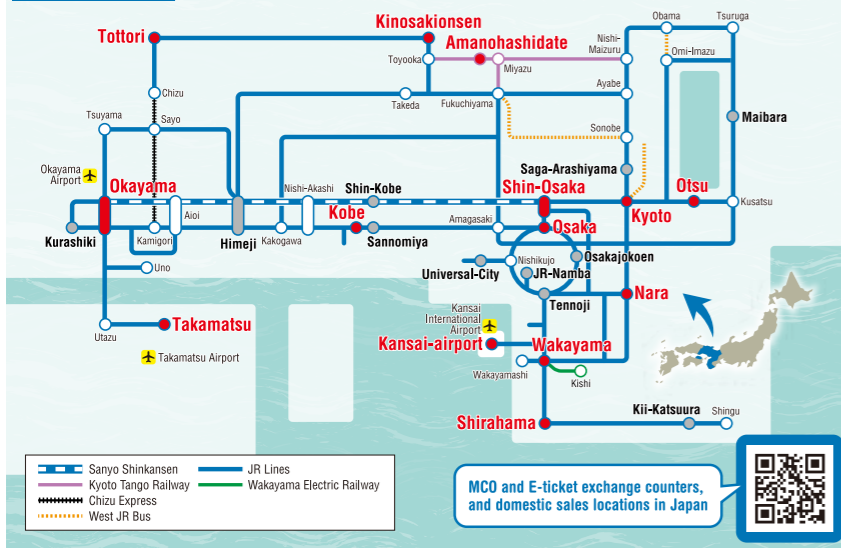 Kinosakionsen
Tottori
Amanohashidate
Obama
Tsuruga
Nishi-
Maizuru
Toyooka
Miyazu
Omi-Imazu
Chizu
Takeda
Fukuchiyama
Ayabe
Tsuyama
Sayo
Maibara
Sonobe
Okayama
Airport
Saga-Arashiyama
Okayama
Aioi
Nishi-Akashi
Shin-Kobe
Shin-Osaka
Otsu
Kyoto
Kusatsu
Kobe
Amagasaki
Osaka
Kurashiki
Kamigori
Himeji
Kakogawa
Sannomiya
Uno
Universal-City
Nishikujo
Osakajokoen
JR-Namba
Tennoji
Nara
Kansai
International
Airport
Utazu
Takamatsu
Kansai-airport
Wakayama
Takamatsu Airport
Wakayamashi
Kishi
Shirahama
Kii-Katsuura
Shingu
Sanyo Shinkansen
JR Lines
Kyoto Tango Railway
Wakayama Electric Railway
Chizu Express
West JR Bus
MCO and E-ticket exchange counters,
and domestic sales locations in Japan